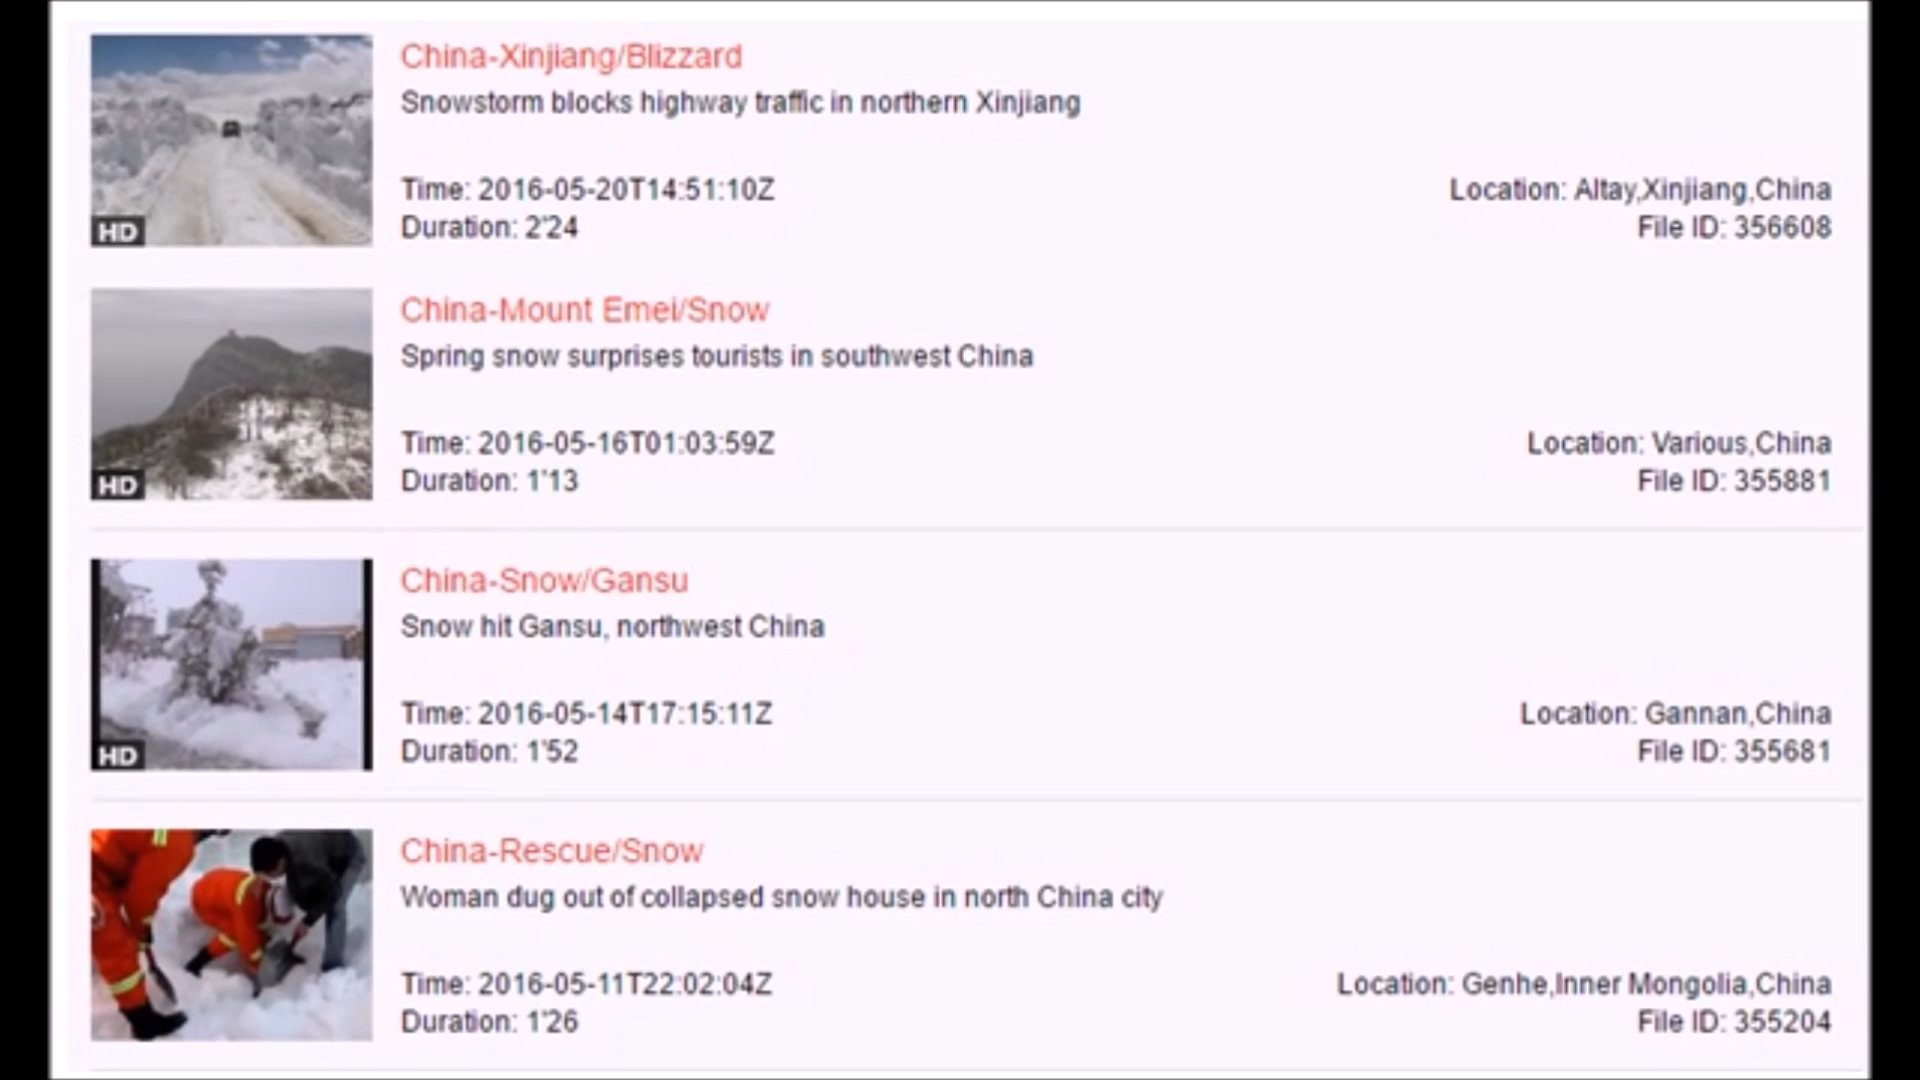 China-Xinjiang/Blizzard
Snowstorm blocks highway traffic in northern Xinjiang
Time: 2016-05-20T14:51:10Z
Location: Altay,Xinjiang,China
Duration: 2'24
File ID: 356608
HD
China-Mount Emei/Snow
Spring snow surprises tourists in southwest China
Time: 2016-05-16T01:03:59Z
Location: Various,China
Duration: 1'13
File ID: 355881
HD
China-Snow/Gansu
Snow hit Gansu, northwest China
Time: 2016-05-14T17:15:11Z
Location: Gannan,China
Duration: 1'52
File ID: 355681
HD
China-Rescue/Snow
Woman dug out of collapsed snow house in north China city
Time: 2016-05-11T22:02:04Z
Location: Genhe,Inner Mongolia,China
Duration: 1'26
File ID: 355204